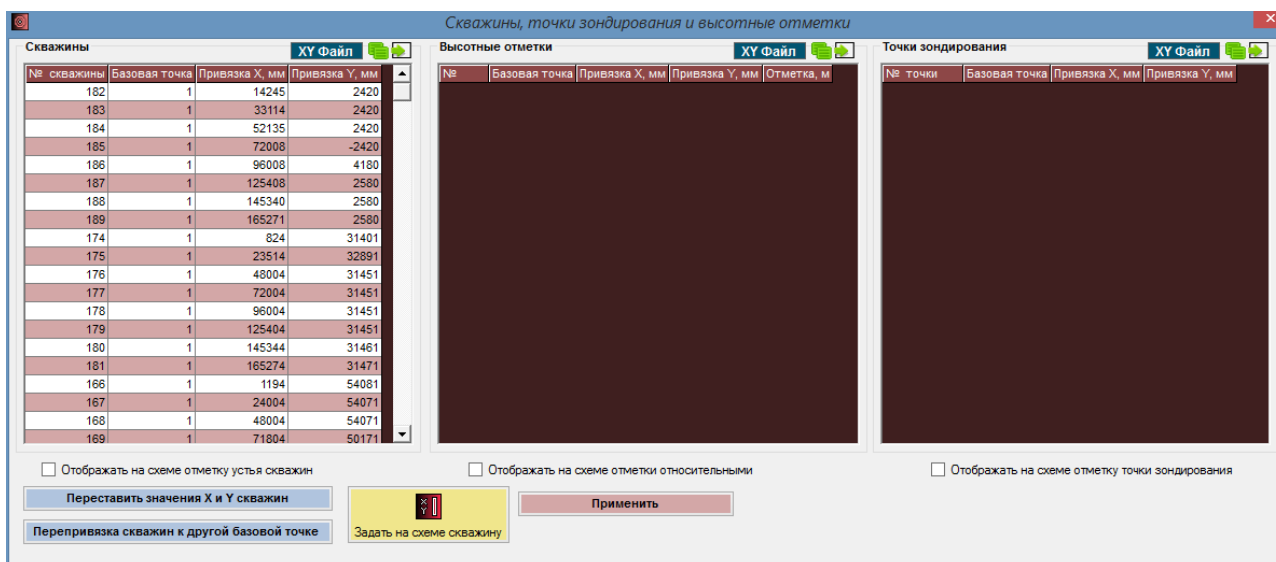 Скважины, точки зондирования и высотные отметки
Скважины
XY Файл
№ скважины Базовая точка Привязка X, мм Привязка Y, мм
182 1 14245 2420
183 1 33114 2420
184 1 52135 2420
185 1 72008 -2420
186 1 96008 4180
187 1 125408 2580
188 1 145340 2580
189 1 165271 2580
174 1 824 31401
175 1 23514 32891
176 1 48004 31451
177 1 72004 31451
178 1 96004 31451
179 1 125404 31451
180 1 145344 31461
181 1 165274 31471
166 1 1194 54081
167 1 24004 54071
168 1 48004 54071
169 1 71804 50171
Отображать на схеме отметку устья скважин
Высотные отметки
XY Файл
№ Базовая точка Привязка X, мм Привязка Y, мм Отметка, м
Отображать на схеме отметки относительными
Точки зондирования
XY Файл
№ точки Базовая точка Привязка X, мм Привязка Y, мм
Отображать на схеме отметку точки зондирования
Переставить значения X и Y скважин
Перепривязка скважин к другой базовой точке
X
Y
Задать на схеме скважину
Применить